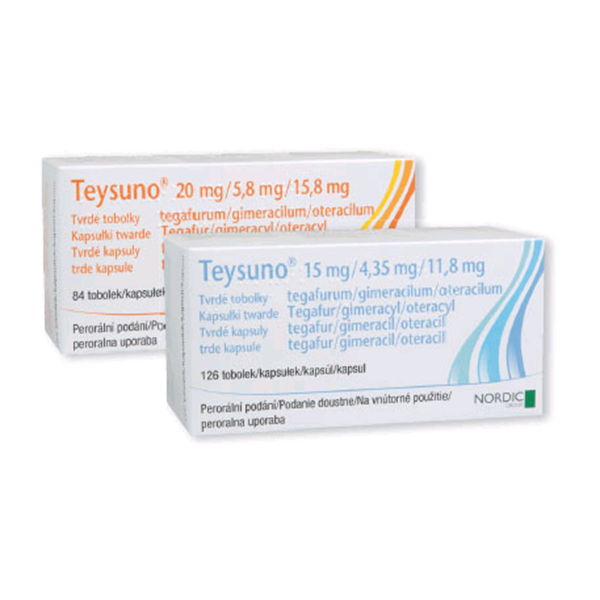 Teysuno® 20 mg/5,8 mg/15,8 mg
Tvrdé tobolky tegafurum/gimeracilum/oteracilum
Kapsułki twarde Tegafur/gimeracyl/oteracyl
Tvrdé kapsuly
trde kapsule
84 tobolek/kapsułek
Perorální podání/
peroralna uporaba
Teysuno® 15 mg/4,35 mg/11,8 mg
Tvrdé tobolky tegafurum/gimeracilum/oteracilum
Kapsułki twarde Tegafur/gimeracyl/oteracyl
Tvrdé kapsuly tegafur/gimeracil/oteracil
trde kapsule tegafur/gimeracil/oteracil
126 tobolek/kapsułek/kapsúl/kapsul
Perorální podání/Podanie doustne/Na vnútorné použitie/
peroralna uporaba
NORDIC
GROUP